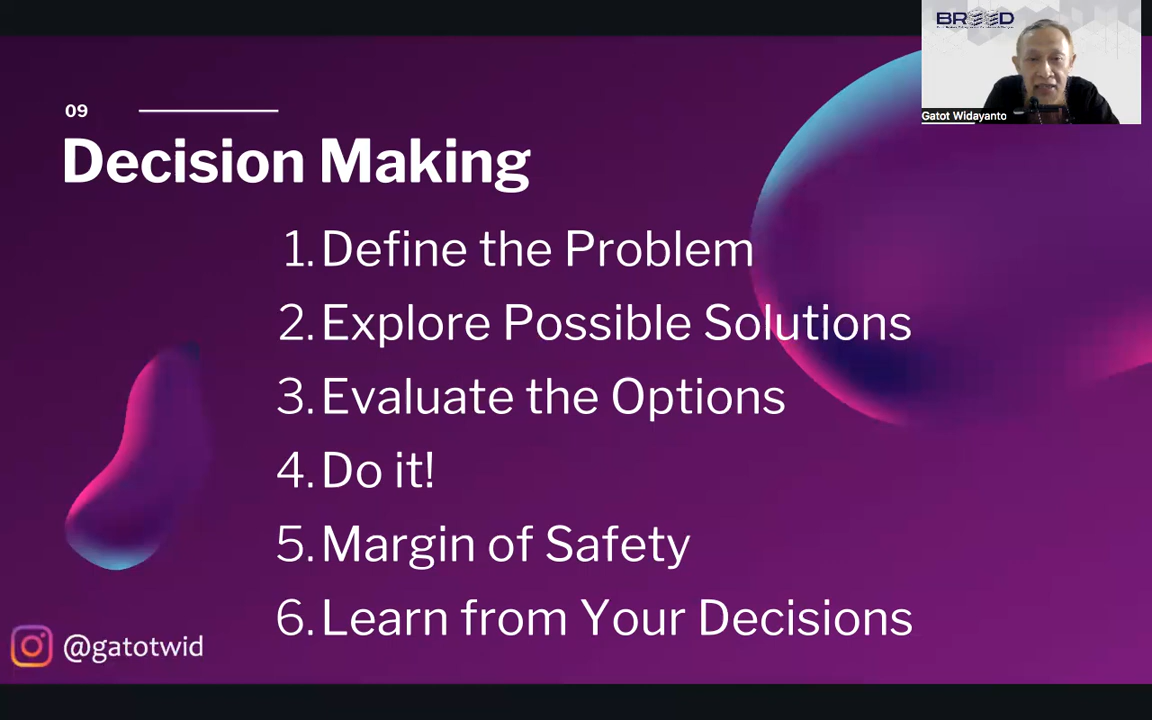 BREED
Gatot Widayanto
09
Decision Making
1. Define the Problem
2. Explore Possible Solutions
3. Evaluate the Options
4. Do it!
5. Margin of Safety
6. Learn from Your Decisions
@gatotwid